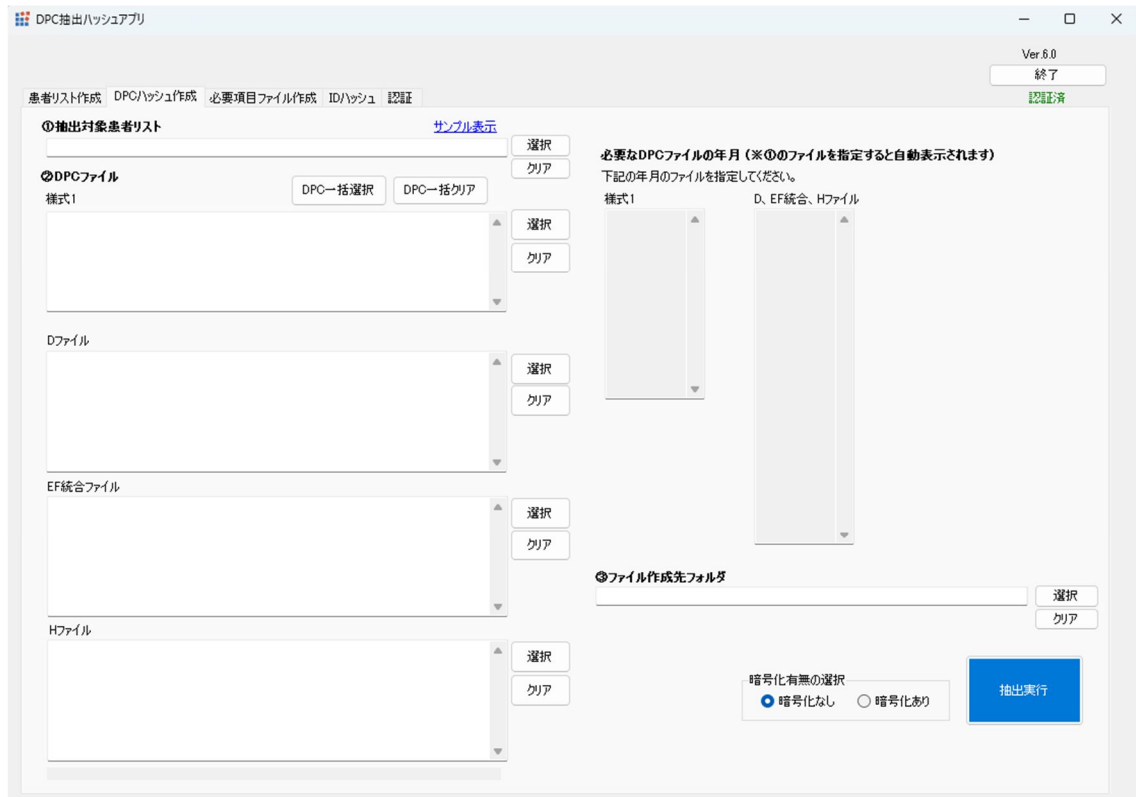 DPC抽出ハッシュアプリ
Ver.6.0
終了
認証済
患者リスト作成 DPCハッシュ作成 必要項目ファイル作成 IDハッシュ 認証
①抽出対象患者リスト サンプル表示
選択
クリア
②DPCファイル
DPC一括選択 DPC一括クリア
様式1
選択
クリア
Dファイル
選択
クリア
EF統合ファイル
選択
クリア
Hファイル
選択
クリア
必要なDPCファイルの年月(※①のファイルを指定すると自動表示されます)
下記の年月のファイルを指定してください。
様式1 D、EF統合、Hファイル
③ファイル作成先フォルダ
選択
クリア
暗号化有無の選択
暗号化なし 暗号化あり
抽出実行